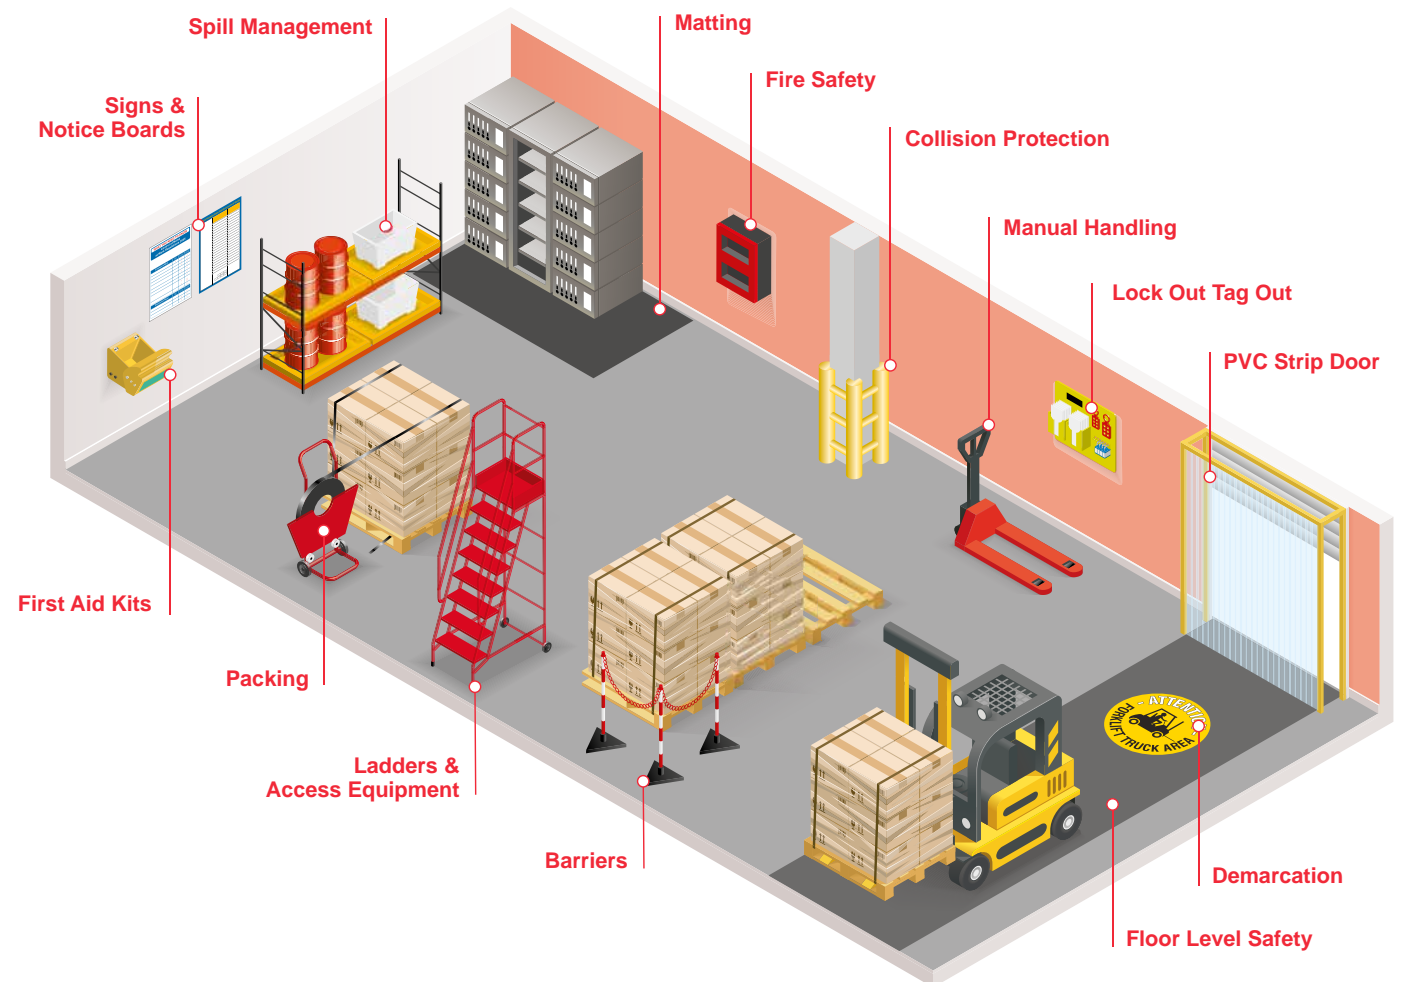 Spill Management
Matting
Fire Safety
Signs &
Notice Boards
Collision Protection
Manual Handling
Lock Out Tag Out
PVC Strip Door
First Aid Kits
Packing
Ladders &
Access Equipment
Barriers
- ATTENTI
FORKLIFT TRUCK AREA
Demarcation
Floor Level Safety